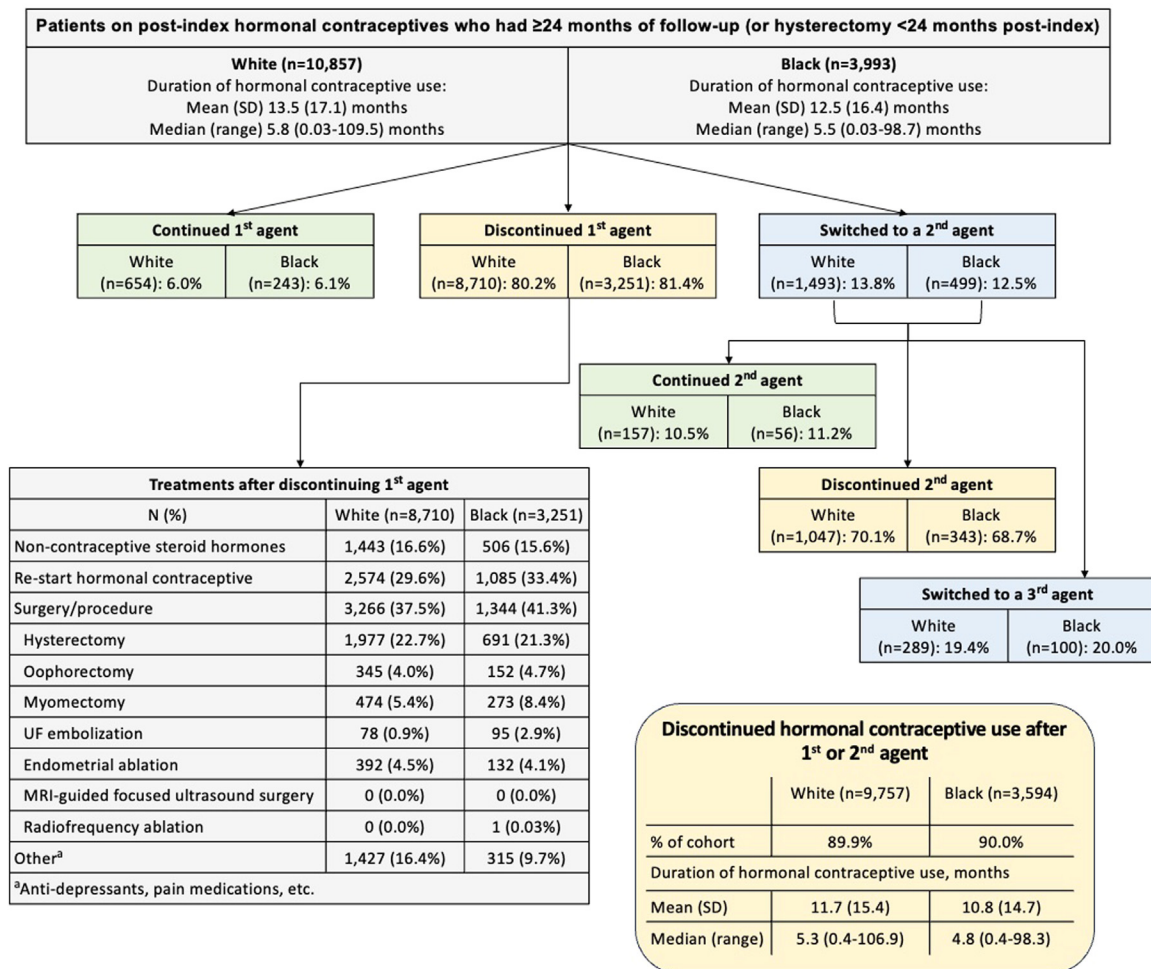 Patients on post-index hormonal contraceptives who had ≥24 months of follow-up (or hysterectomy <24 months post-index)
White (n=10,857)
Duration of hormonal contraceptive use:
Mean (SD) 13.5 (17.1) months
Median (range) 5.8 (0.03-109.5) months
Black (n=3,993)
Duration of hormonal contraceptive use:
Mean (SD) 12.5 (16.4) months
Median (range) 5.5 (0.03-98.7) months
Continued 1st agent
White
(n=654): 6.0%
Black
(n=243): 6.1%
Discontinued 1st agent
White
(n=8,710): 80.2%
Black
(n=3,251): 81.4%
Switched to a 2nd agent
White
(n=1,493): 13.8%
Black
(n=499): 12.5%
Continued 2nd agent
White
(n=157): 10.5%
Black
(n=56): 11.2%
Discontinued 2nd agent
White
(n=1,047): 70.1%
Black
(n=343): 68.7%
Switched to a 3rd agent
White
(n=289): 19.4%
Black
(n=100): 20.0%
Treatments after discontinuing 1st agent
N (%) White (n=8,710) Black (n=3,251)
Non-contraceptive steroid hormones 1,443 (16.6%) 506 (15.6%)
Re-start hormonal contraceptive 2,574 (29.6%) 1,085 (33.4%)
Surgery/procedure 3,266 (37.5%) 1,344 (41.3%)
Hysterectomy 1,977 (22.7%) 691 (21.3%)
Oophorectomy 345 (4.0%) 152 (4.7%)
Myomectomy 474 (5.4%) 273 (8.4%)
UF embolization 78 (0.9%) 95 (2.9%)
Endometrial ablation 392 (4.5%) 132 (4.1%)
MRI-guided focused ultrasound surgery 0 (0.0%) 0 (0.0%)
Radiofrequency ablation 0 (0.0%) 1 (0.03%)
Otherª 1,427 (16.4%) 315 (9.7%)
ªAnti-depressants, pain medications, etc.
Discontinued hormonal contraceptive use after
1st or 2nd agent
White (n=9,757) Black (n=3,594)
% of cohort 89.9% 90.0%
Duration of hormonal contraceptive use, months
Mean (SD) 11.7 (15.4) 10.8 (14.7)
Median (range) 5.3 (0.4-106.9) 4.8 (0.4-98.3)